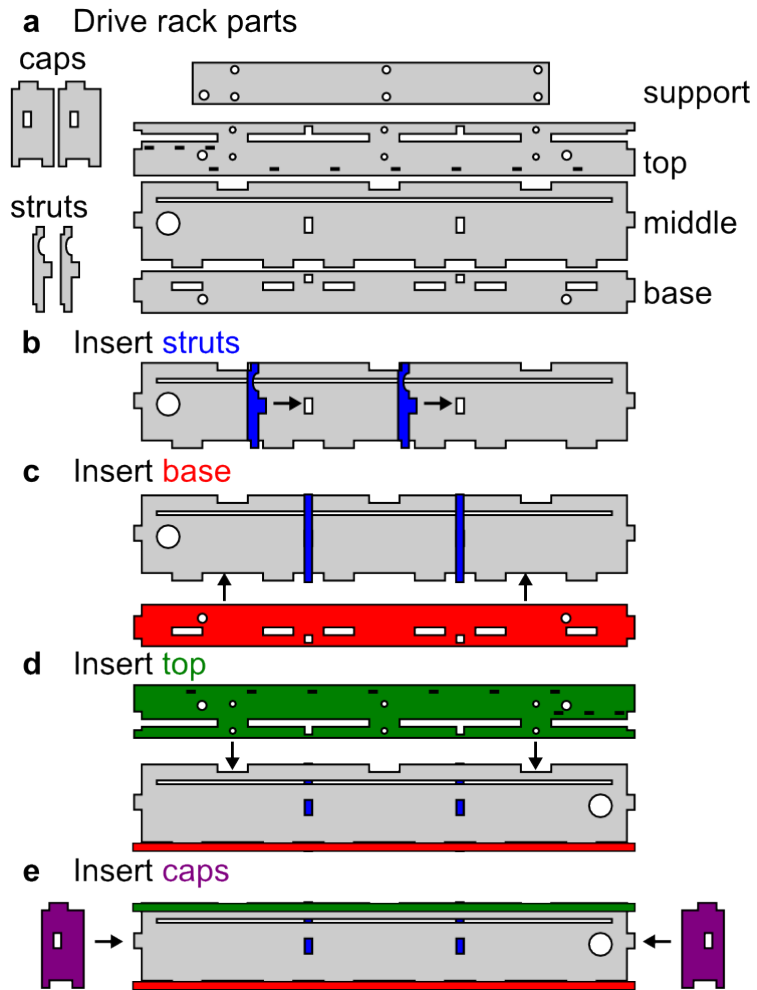 a Drive rack parts
caps
support
top
struts
middle
base
b Insert struts
c Insert base
d Insert top
e Insert caps